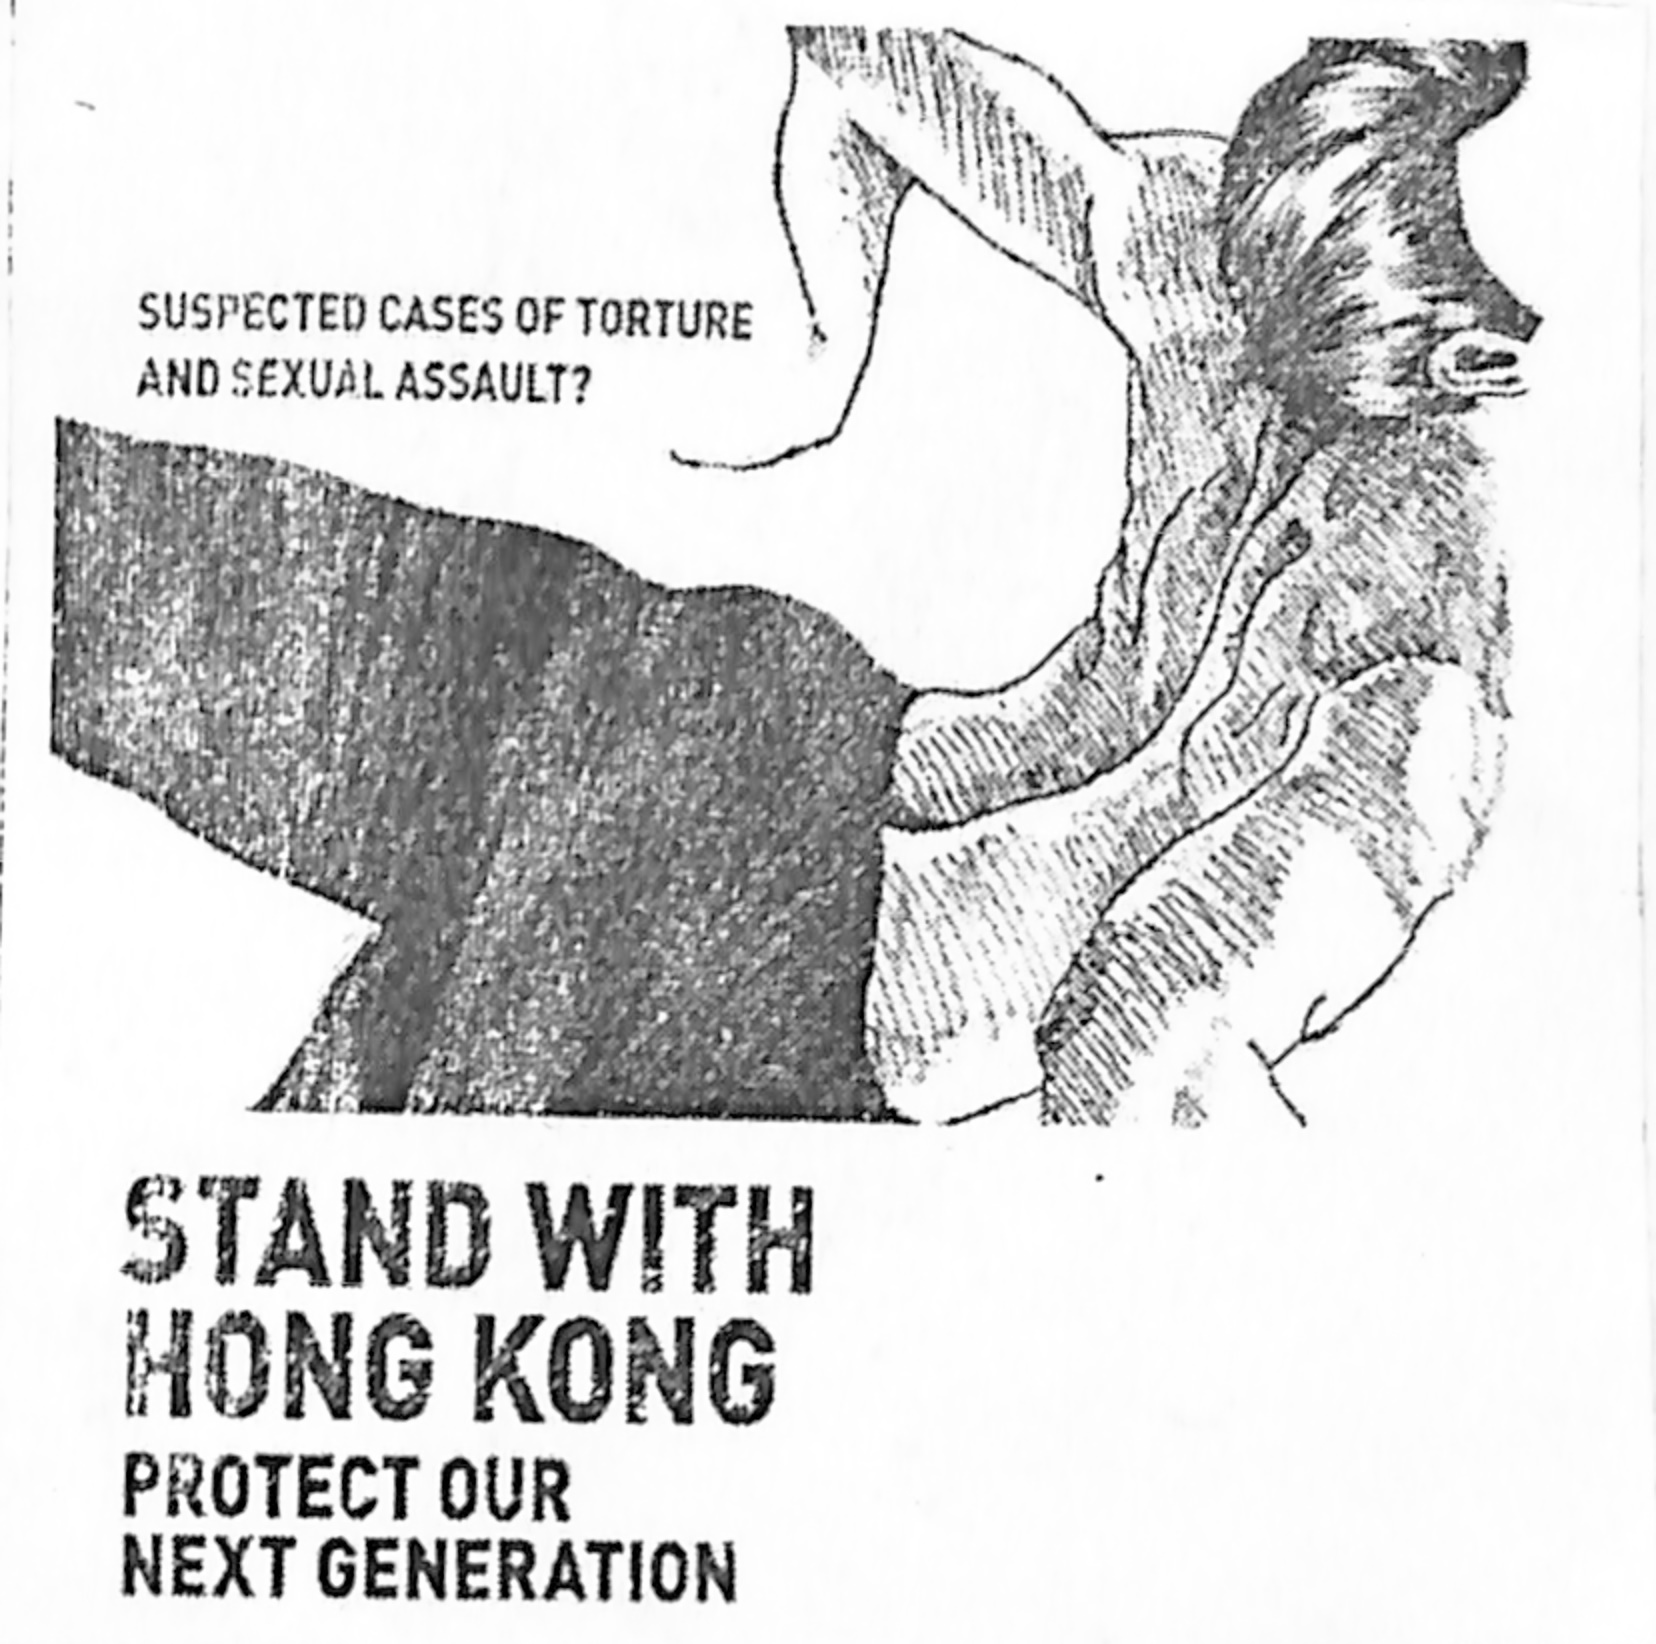 SUSPECTED CASES OF TORTURE
AND SEXUAL ASSAULT?
STAND WITH
HONG KONG
PROTECT OUR
NEXT GENERATION